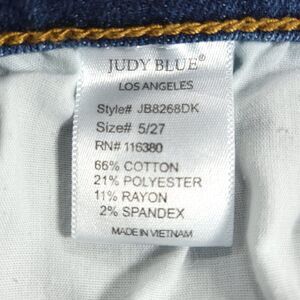 JUDY BLUE®
LOS ANGELES
Style# JB8268DK
Size# 5/27
RN# 116380
66% COTTON
21% POLYESTER
11% RAYON
2% SPANDEX
MADE IN VIETNAM